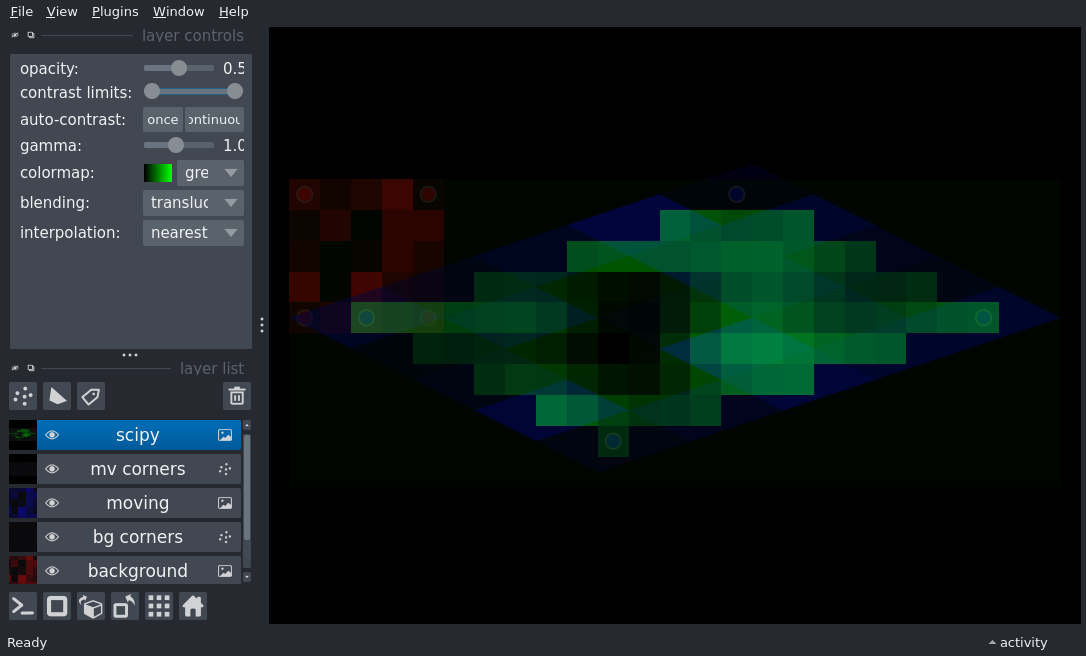 File View Plugins Window Help
layer controls
opacity: 0.5
contrast limits:
auto-contrast: once ontinuou
gamma: 1.0
colormap: gre
blending: transluc
interpolation: nearest
layer list
scipy
mv corners
moving
bg corners
background
Ready
activity